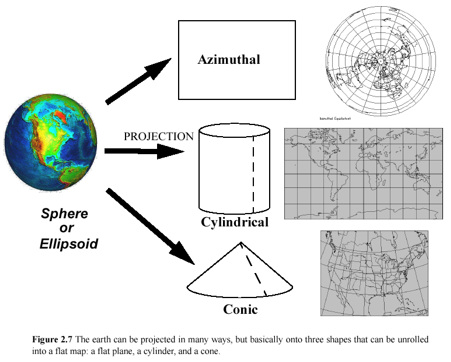 Azimuthal
PROJECTION
Sphere
or
Ellipsoid
Cylindrical
Conic
Figure 2.7 The earth can be projected in many ways, but basically onto three shapes that can be unrolled
into a flat map: a flat plane, a cylinder, and a cone.